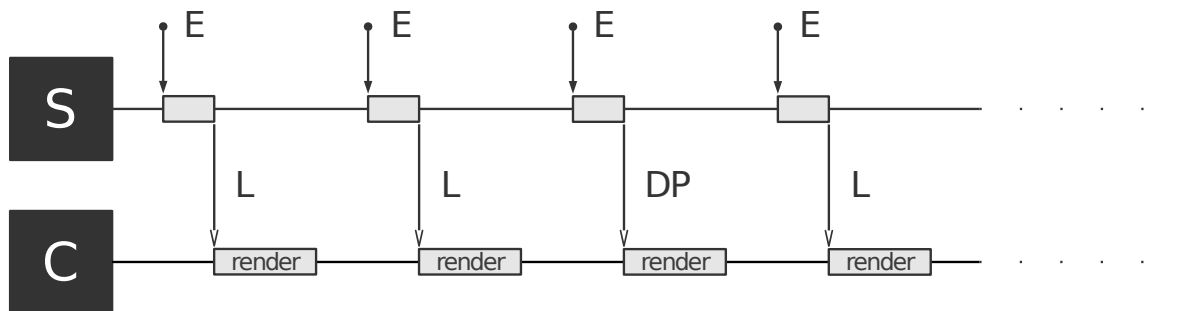 E E E E
S
L L DP L
C
render render render render